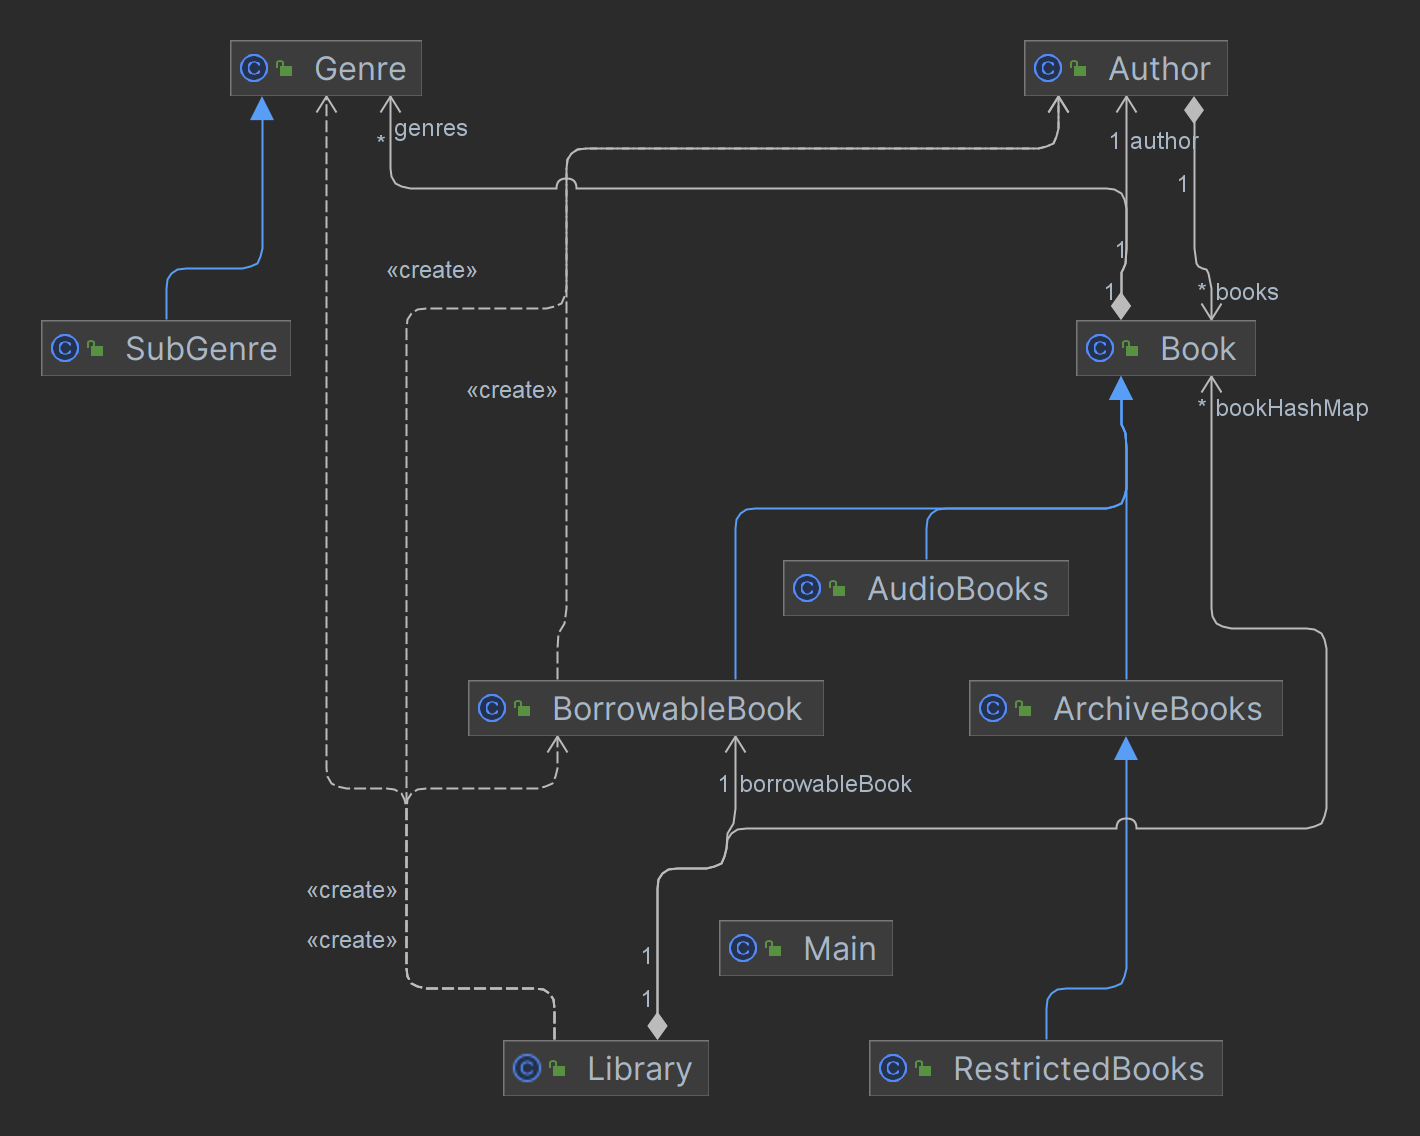 C Genre
C Author
* genres
1 author
1
«create»
1
1
* books
C SubGenre
C Book
«create»
* bookHashMap
C AudioBooks
C BorrowableBook
C ArchiveBooks
1 borrowableBook
«create»
«create»
1
C Main
1
C Library
C RestrictedBooks